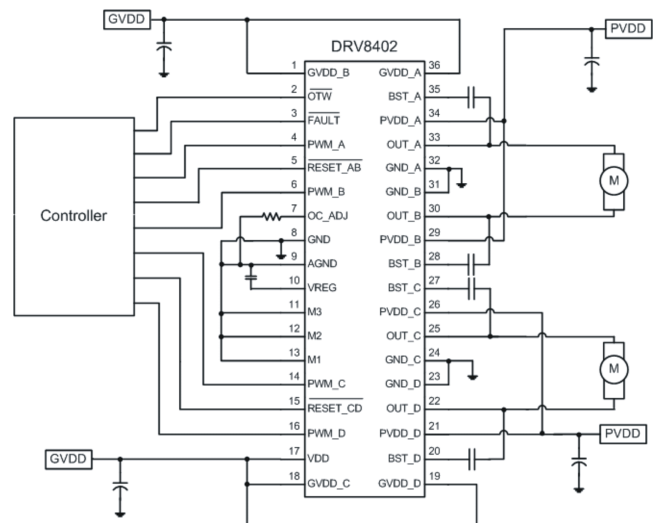 GVDD
PVDD
DRV8402
1 GVDD_B GVDD_A 36
2 OTW BST_A 35
3 FAULT PVDD_A 34
4 PWM_A OUT_A 33
5 RESET_AB GND_A 32
6 PWM_B GND_B 31
7 OC_ADJ OUT_B 30
8 GND PVDD_B 29
9 AGND BST_B 28
10 VREG BST_C 27
11 M3 PVDD_C 26
12 M2 OUT_C 25
13 M1 GND_C 24
14 PWM_C GND_D 23
15 RESET_CD OUT_D 22
16 PWM_D PVDD_D 21
17 VDD BST_D 20
18 GVDD_C GVDD_D 19
Controller
M
M
PVDD
GVDD